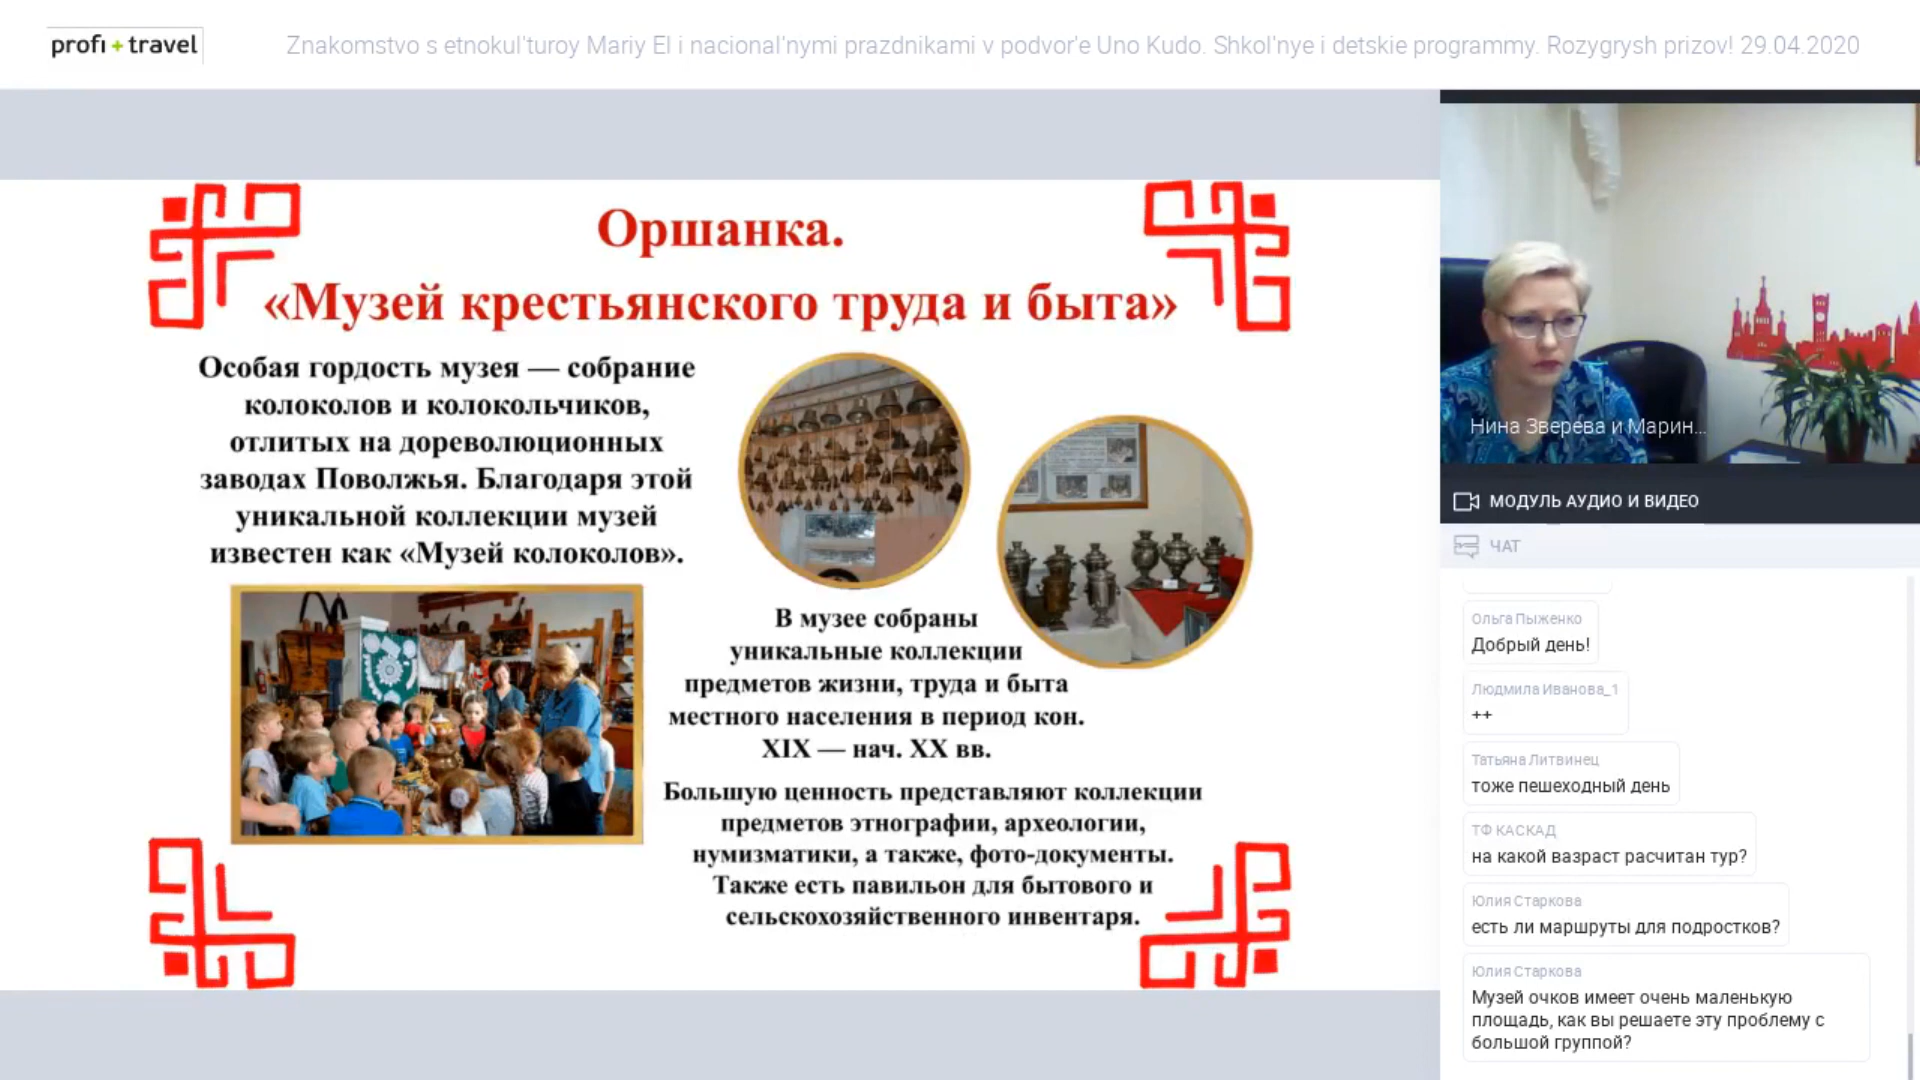 profi + travel
Znakomstvo s etnokul'turoy Mariy El i nacional'nymi prazdnikami v podvor'e Uno Kudo. Shkol'nye i detskie programmy. Rozygrysh prizov! 29.04.2020
Оршанка.
«Музей крестьянского труда и быта»
Особая гордость музея — собрание
колоколов и колокольчиков,
отлитых на дореволюционных
заводах Поволжья. Благодаря этой
уникальной коллекции музей
известен как «Музей колоколов».
В музее собраны
уникальные коллекции
предметов жизни, труда и быта
местного населения в период кон.
XIX — нач. XX вв.
Большую ценность представляют коллекции
предметов этнографии, археологии,
нумизматики, а также, фото-документы.
Также есть павильон для бытового и
сельскохозяйственного инвентаря.
Нина Зверева и Марин...
МОДУЛЬ АУДИО И ВИДЕО
ЧАТ
Ольга Пыженко
Добрый день!
Людмила Иванова_1
++
Татьяна Литвинец
тоже пешеходный день
ТФ КАСКАД
на какой вазраст расчитан тур?
Юлия Старкова
есть ли маршруты для подростков?
Юлия Старкова
Музей очков имеет очень маленькую
площадь, как вы решаете эту проблему с
большой группой?